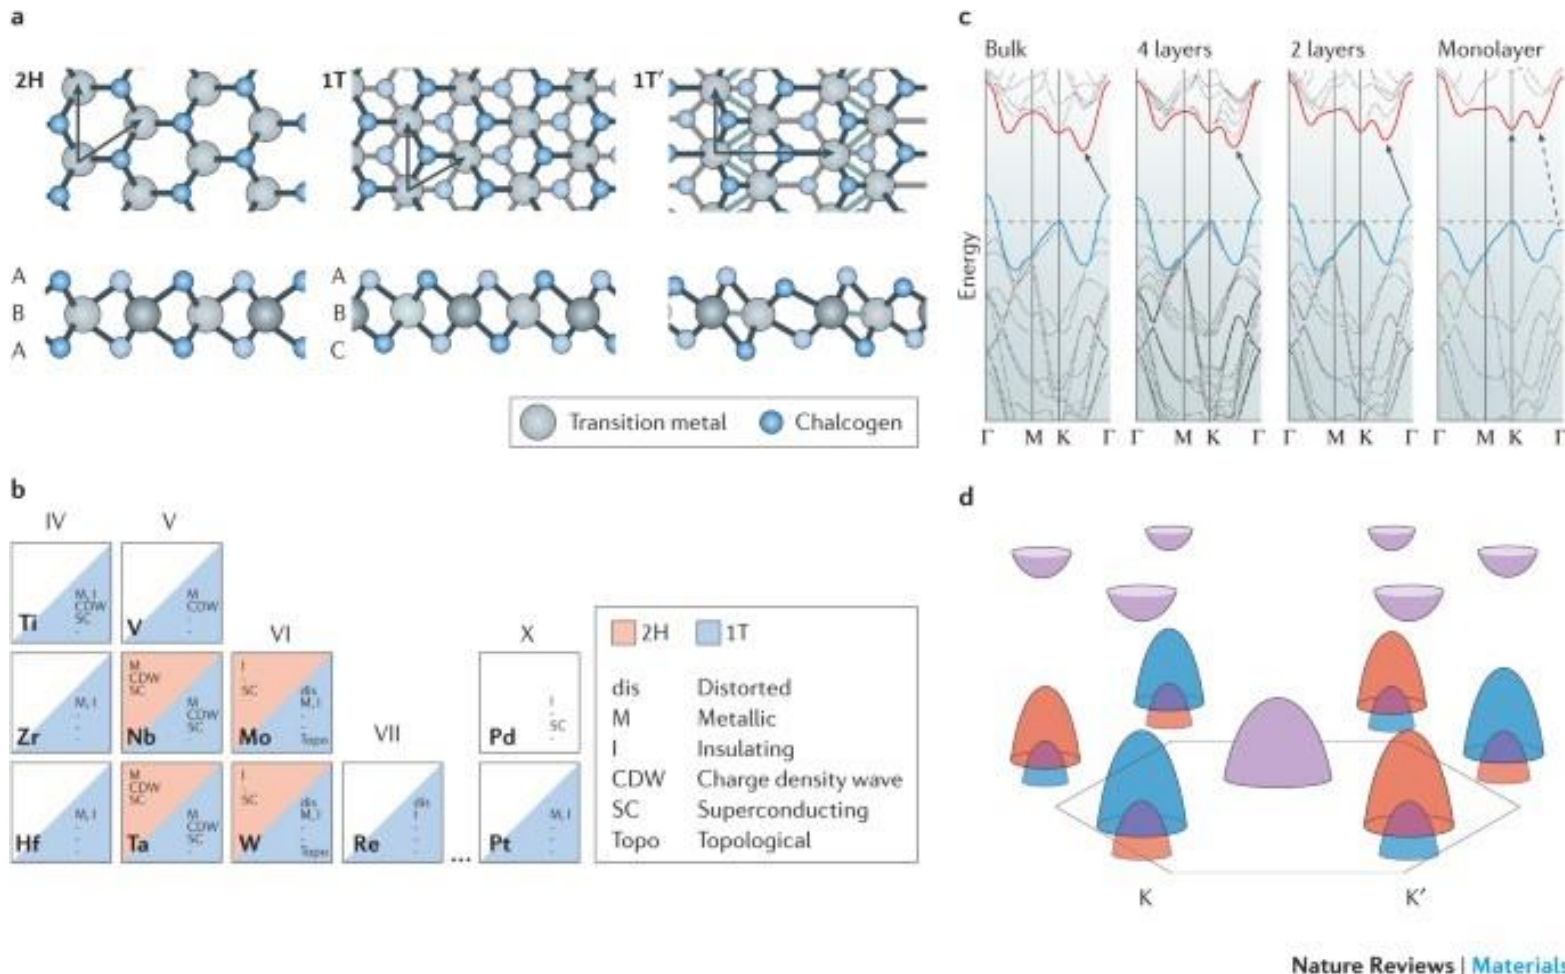 a
2H
1T
1T′
A
B
A
A
B
C
Transition metal
Chalcogen
b
IV
V
Ti
M, I
CDW
SC
-
V
M
CDW
-
-
VI
X
Zr
M, I
-
-
-
Nb
M
CDW
SC
M
CDW
SC
-
Mo
I
-
SC
dis
M, I
-
-
Topo
VII
Pd
-
I
-
SC
-
Hf
M, I
-
-
-
Ta
M
CDW
SC
M
CDW
SC
-
W
I
-
SC
dis
M, I
-
-
Topo
Re
dis
I
-
-
-
...
Pt
M, I
-
-
-
2H
1T
dis Distorted
M Metallic
I Insulating
CDW Charge density wave
SC Superconducting
Topo Topological
c
Bulk
4 layers
2 layers
Monolayer
Energy
Γ M K Γ
Γ M K Γ
Γ M K Γ
Γ M K Γ
d
K
K′
Nature Reviews | Materials